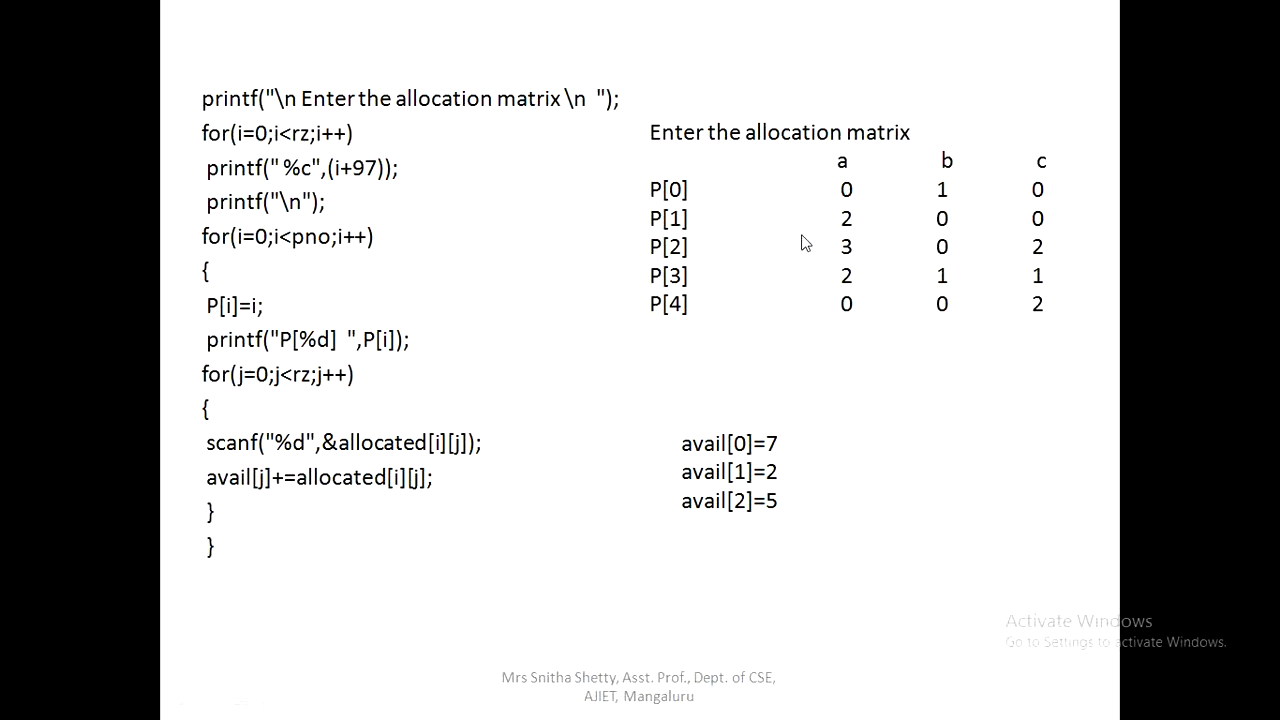 printf("\n Enter the allocation matrix \n  ");
for(i=0;i<rz;i++)
printf(" %c",(i+97));
printf("\n");
for(i=0;i<pno;i++)
{
P[i]=i;
printf("P[%d]  ",P[i]);
for(j=0;j<rz;j++)
{
scanf("%d",&allocated[i][j]);
avail[j]+=allocated[i][j];
}
}
Enter the allocation matrix
a b c
P[0] 0 1 0
P[1] 2 0 0
P[2] 3 0 2
P[3] 2 1 1
P[4] 0 0 2
avail[0]=7
avail[1]=2
avail[2]=5
Activate Windows
Go to Settings to activate Windows.
Mrs Snitha Shetty, Asst. Prof., Dept. of CSE,
AJIET, Mangaluru